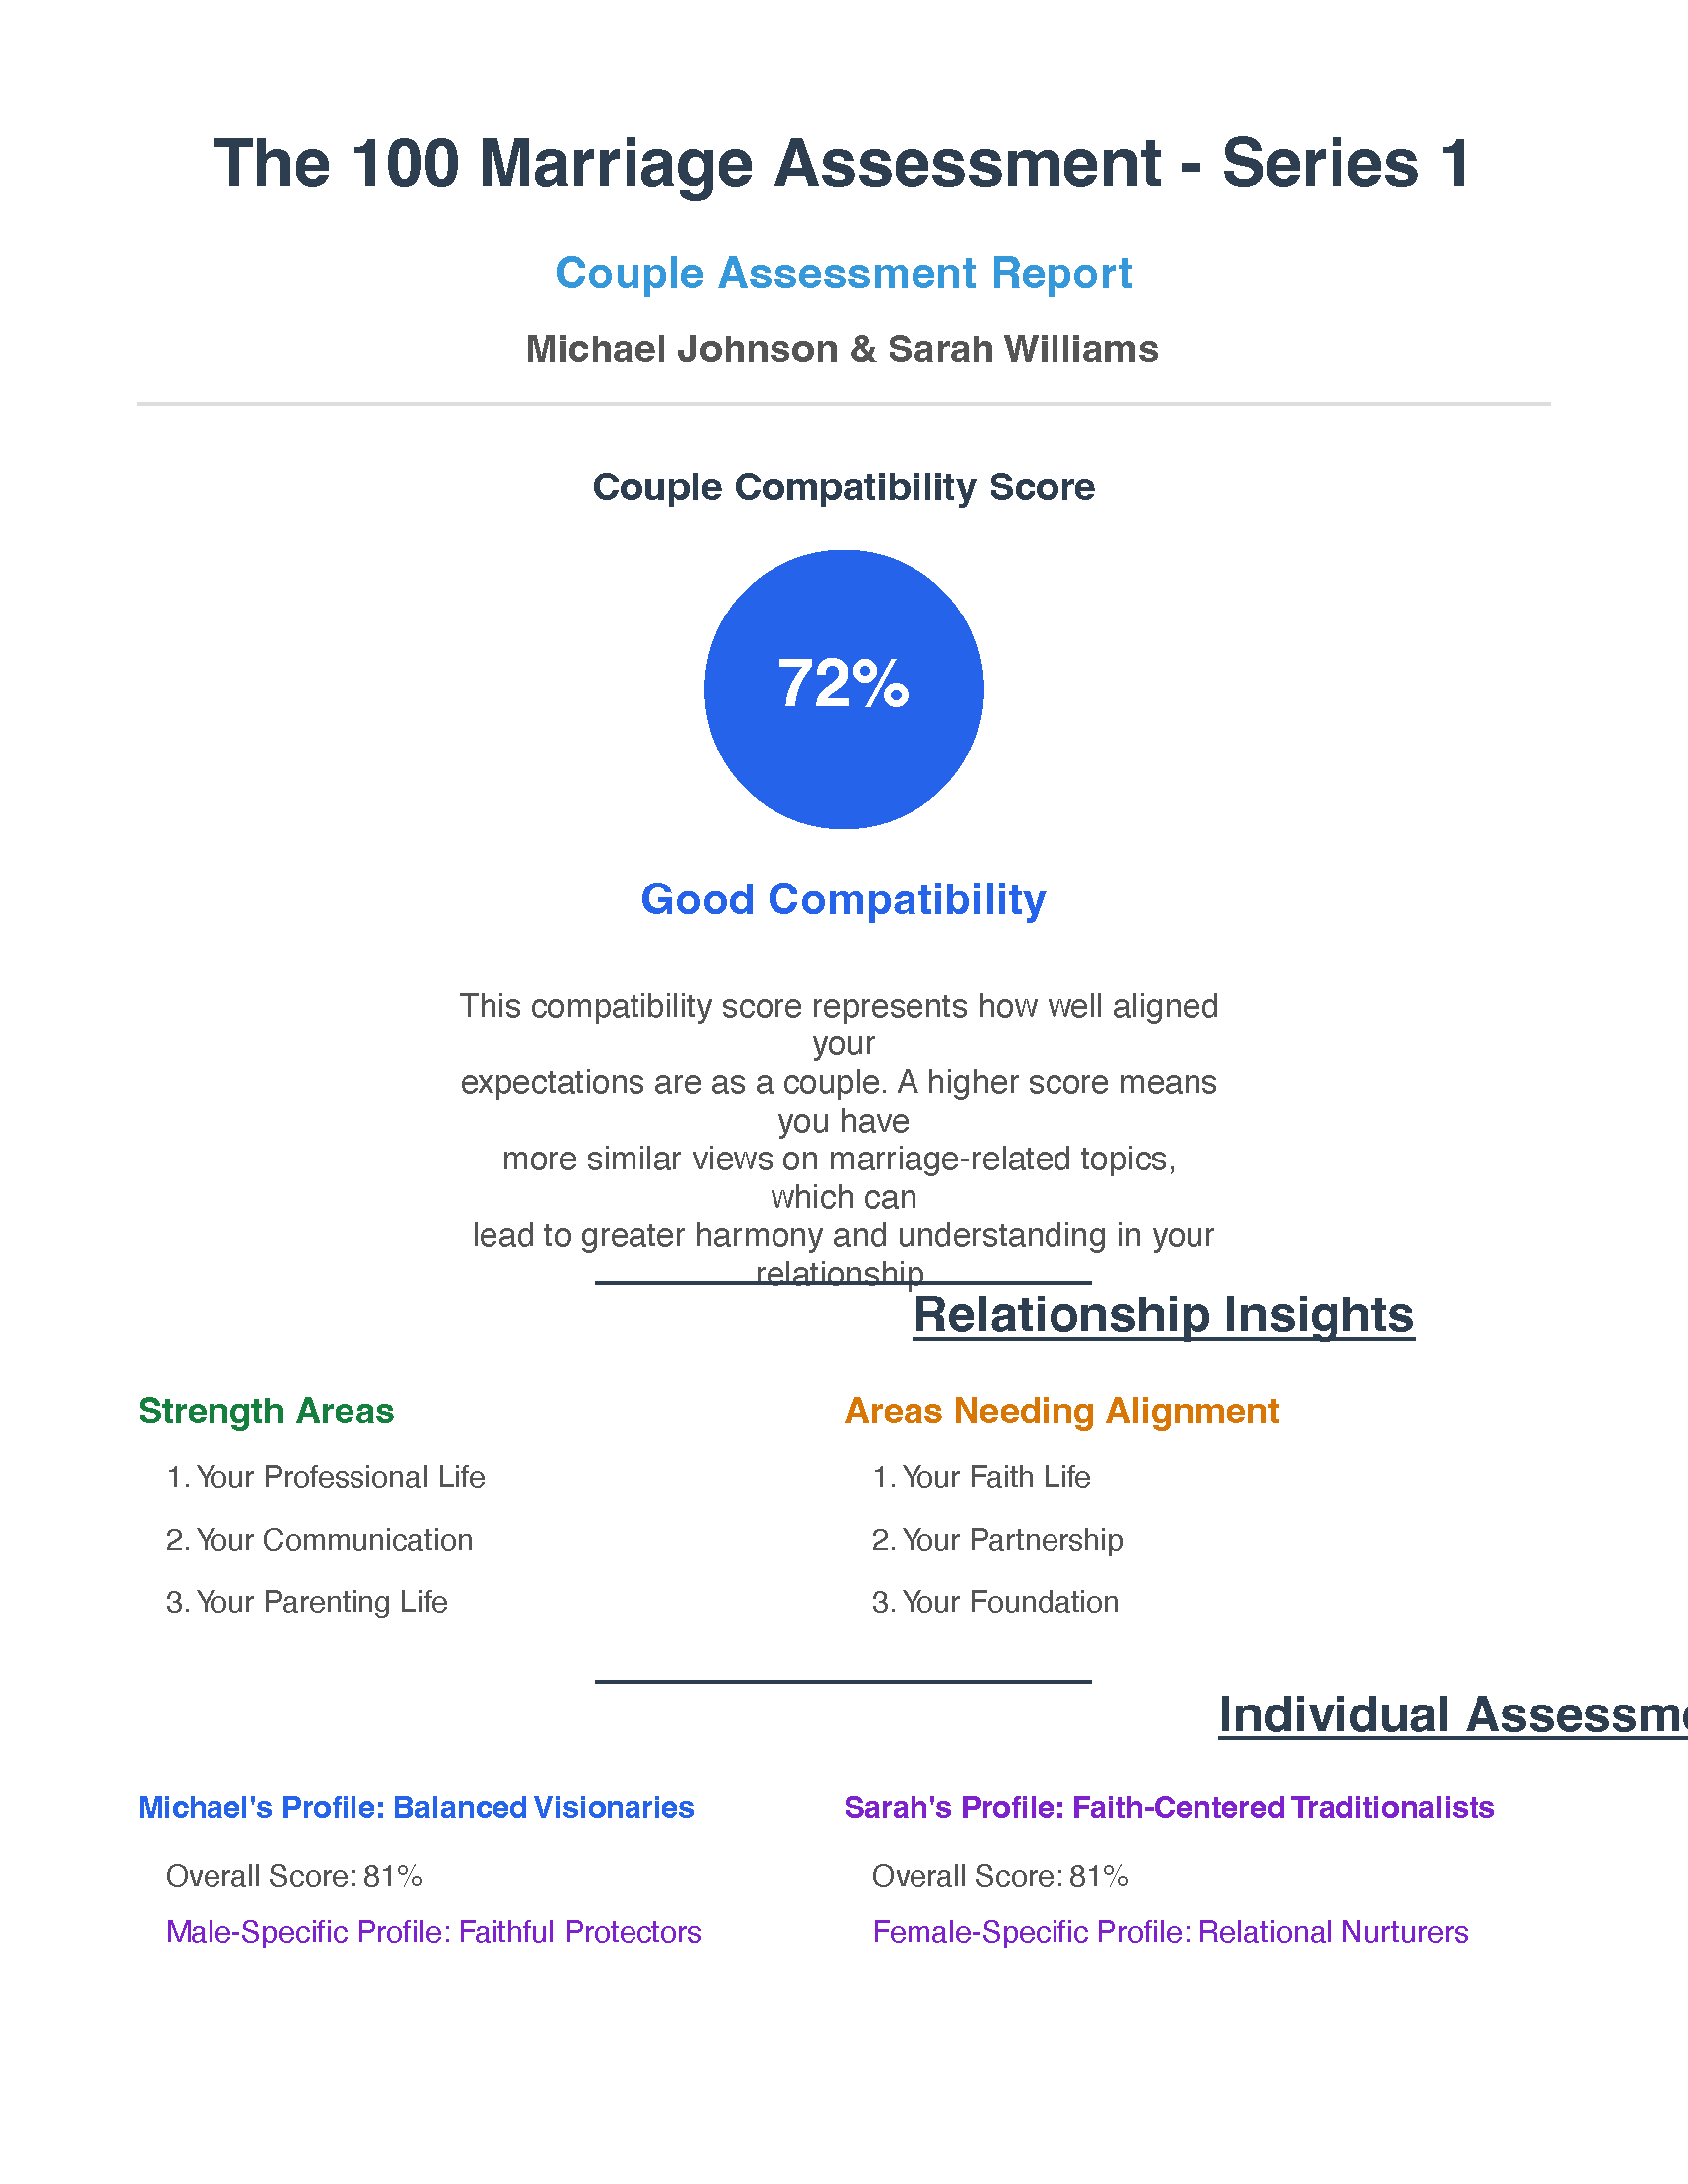 The 100 Marriage Assessment - Series 1
Couple Assessment Report
Michael Johnson & Sarah Williams
Couple Compatibility Score
72%
Good Compatibility
This compatibility score represents how well aligned
your
expectations are as a couple. A higher score means
you have
more similar views on marriage-related topics,
which can
lead to greater harmony and understanding in your
relationship
Relationship Insights
Strength Areas
1. Your Professional Life
2. Your Communication
3. Your Parenting Life
Areas Needing Alignment
1. Your Faith Life
2. Your Partnership
3. Your Foundation
Individual Assessme
Michael's Profile: Balanced Visionaries
Overall Score: 81%
Male-Specific Profile: Faithful Protectors
Sarah's Profile: Faith-Centered Traditionalists
Overall Score: 81%
Female-Specific Profile: Relational Nurturers